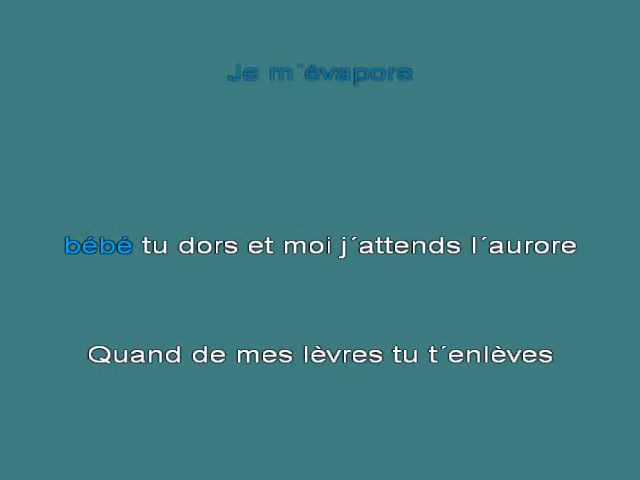 Je m´évapore
bébé tu dors et moi j´attends l´aurore
Quand de mes lèvres tu t´enlèves